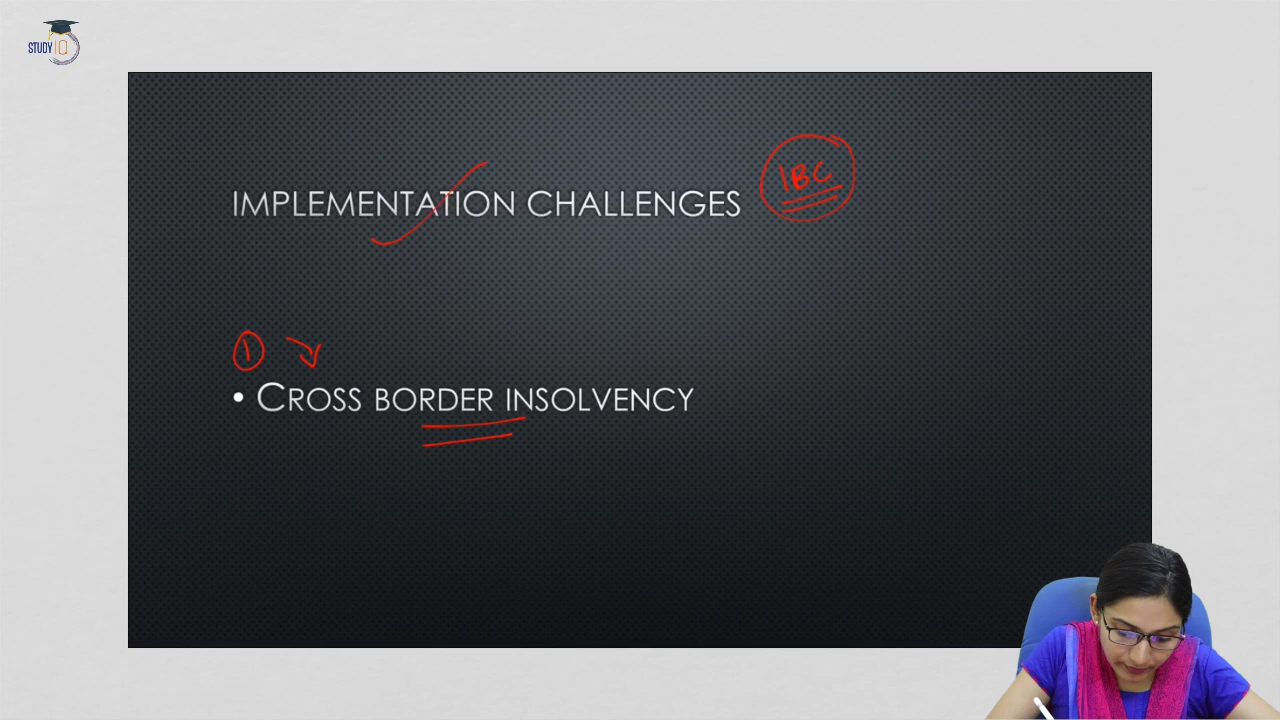 STUDY IQ
IMPLEMENTATION CHALLENGES IBC
①
• CROSS BORDER INSOLVENCY